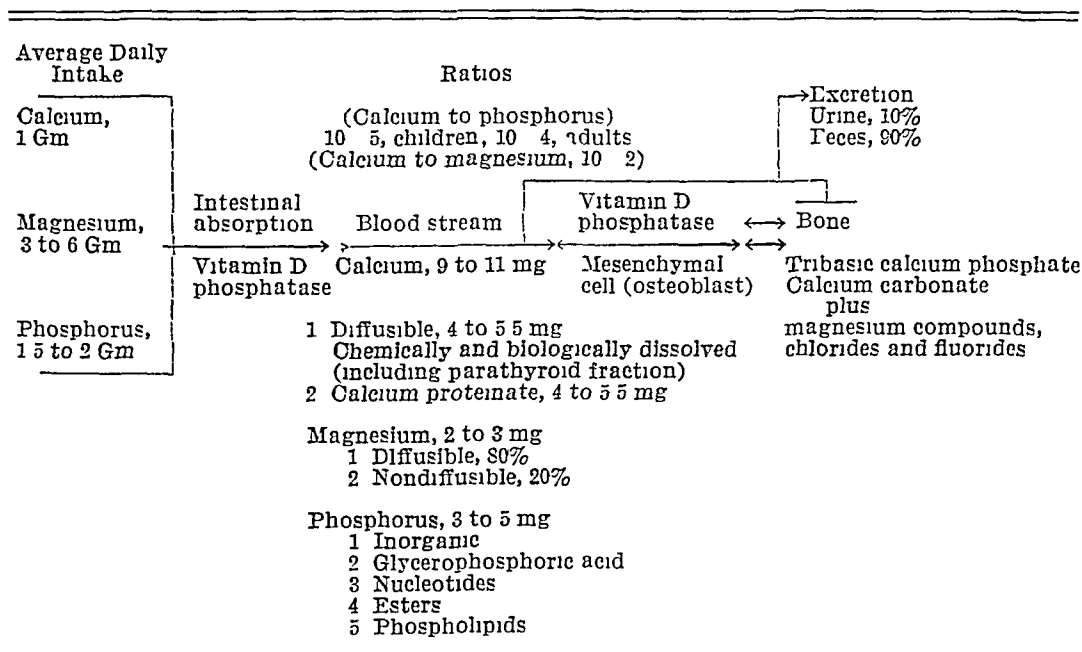 Average Daily
Intake
Calcium,
1 Gm
Magnesium,
3 to 6 Gm
Phosphorus,
1 5 to 2 Gm
Intestinal
absorption
Vitamin D
phosphatase
Ratios
(Calcium to phosphorus)
10 5, children, 10 4, adults
(Calcium to magnesium, 10 2)
Blood stream
Calcium, 9 to 11 mg
1 Diffusible, 4 to 5 5 mg
Chemically and biologically dissolved
(including parathyroid fraction)
2 Calcium proteinate, 4 to 5 5 mg
Magnesium, 2 to 3 mg
1 Diffusible, 80%
2 Nondiffusible, 20%
Phosphorus, 3 to 5 mg
1 Inorganic
2 Glycerophosphoric acid
3 Nucleotides
4 Esters
5 Phospholipids
Vitamin D
phosphatase
Mesenchymal
cell (osteoblast)
Excretion
Urine, 10%
Feces, 90%
Bone
Tribasic calcium phosphate
Calcium carbonate
plus
magnesium compounds,
chlorides and fluorides